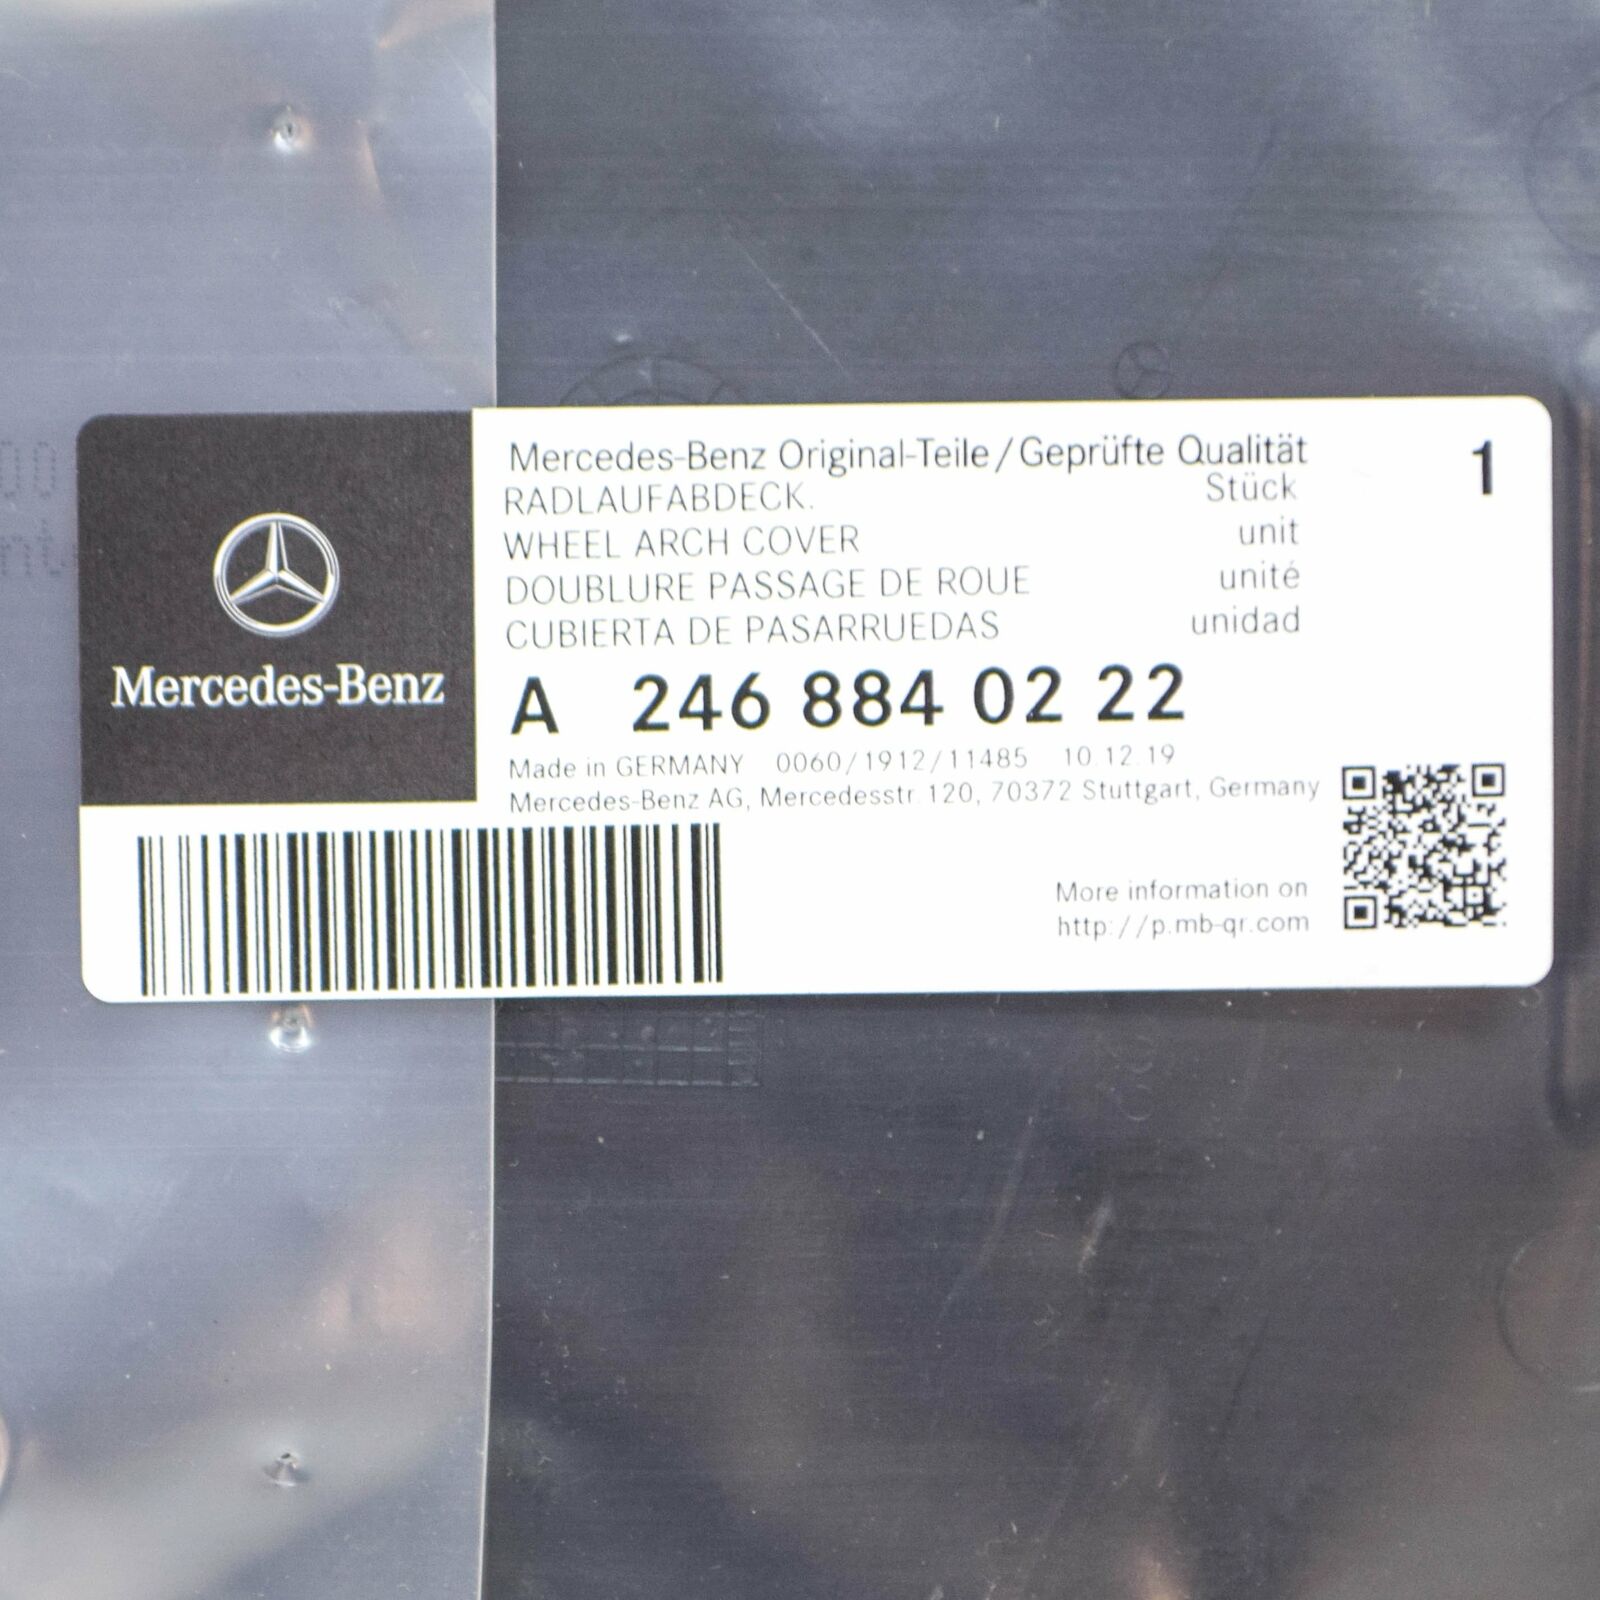 Mercedes-Benz
Mercedes-Benz Original-Teile/Geprüfte Qualität
RADLAUFABDECK. Stück 1
WHEEL ARCH COVER unit
DOUBLURE PASSAGE DE ROUE unité
CUBIERTA DE PASARRUEDAS unidad
A 246 884 02 22
Made in GERMANY 0060/1912/11485 10.12.19
Mercedes-Benz AG, Mercedesstr. 120, 70372 Stuttgart, Germany
More information on
http://p.mb-qr.com